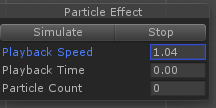 Particle Effect
Simulate Stop
Playback Speed 1.04
Playback Time 0.00
Particle Count 0